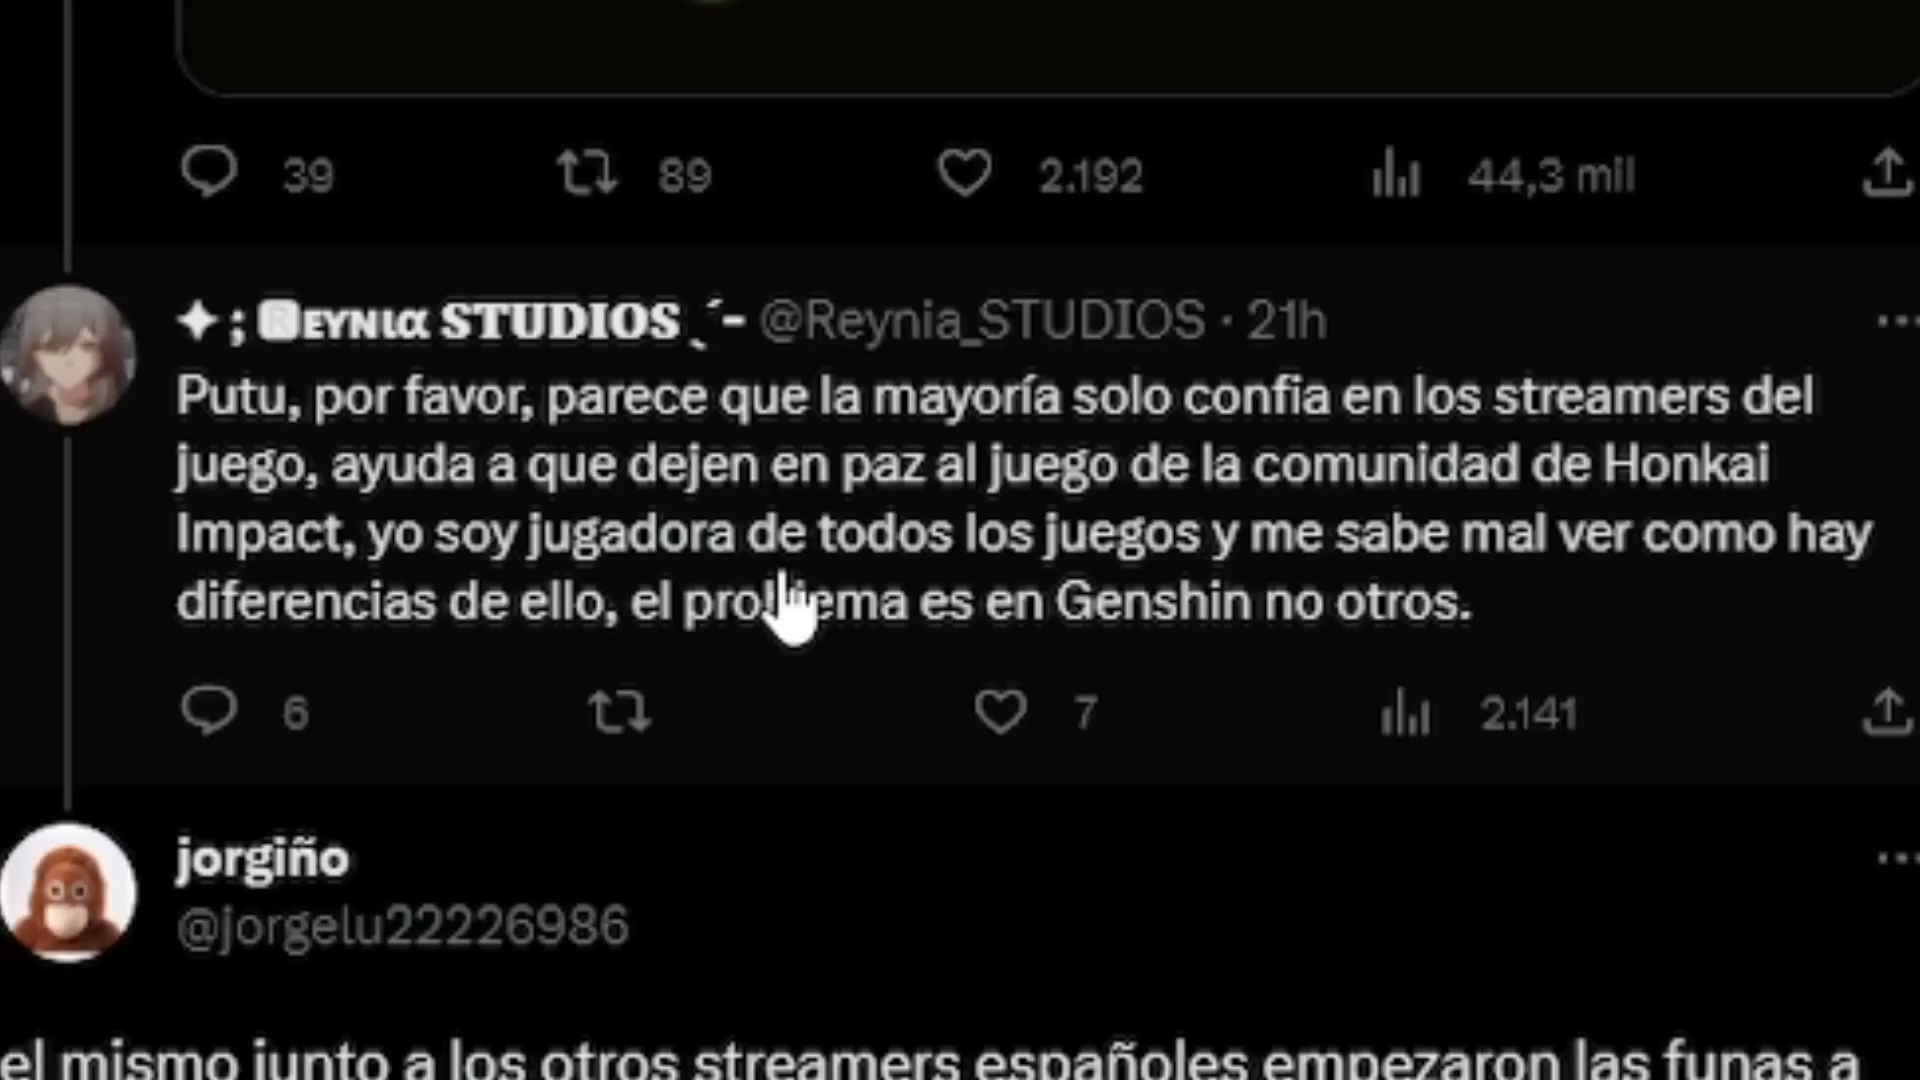 39 89 2.192 44,3 mil
✦ ; 🆁ᴇʏɴια 𝐒𝐓𝐔𝐃𝐈𝐎𝐒 ˎˊ- @Reynia_STUDIOS · 21h
Putu, por favor, parece que la mayoría solo confia en los streamers del
juego, ayuda a que dejen en paz al juego de la comunidad de Honkai
Impact, yo soy jugadora de todos los juegos y me sabe mal ver como hay
diferencias de ello, el problema es en Genshin no otros.
6 7 2.141
jorgiño
@jorgelu22226986
el mismo junto a los otros streamers españoles empezaron las funas a